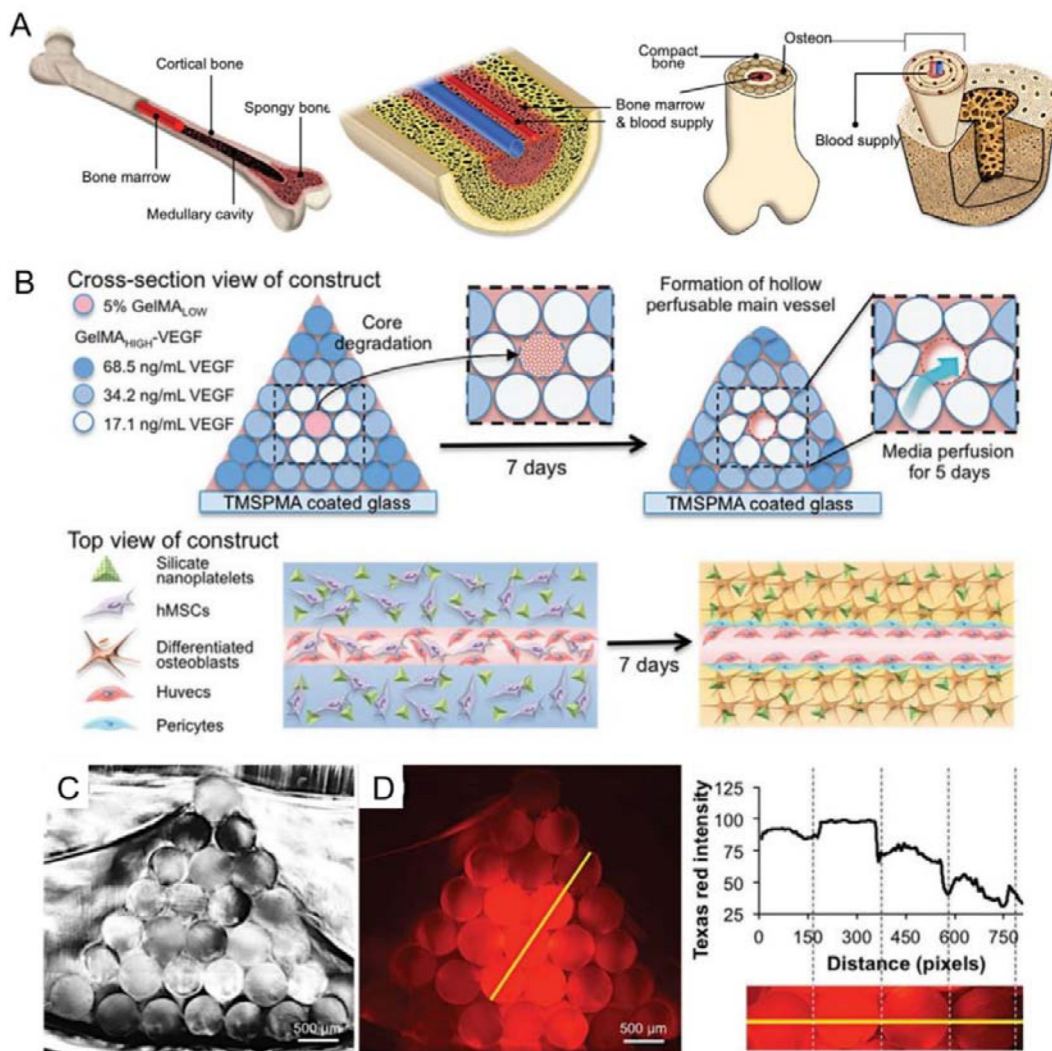 A
Cortical bone
Spongy bone
Bone marrow
Medullary cavity
Bone marrow
& blood supply
Compact
bone
Osteon
Blood supply
B
Cross-section view of construct
5% GelMALOW
GelMAHIGH-VEGF
68.5 ng/mL VEGF
34.2 ng/mL VEGF
17.1 ng/mL VEGF
Core
degradation
7 days
TMSPMA coated glass
Formation of hollow
perfusable main vessel
Media perfusion
for 5 days
TMSPMA coated glass
Top view of construct
Silicate
nanoplatelets
hMSCs
Differentiated
osteoblasts
Huvecs
Pericytes
7 days
C
500 µm
D
500 µm
Texas red intensity
125
100
75
50
25
0 150 300 450 600 750
Distance (pixels)